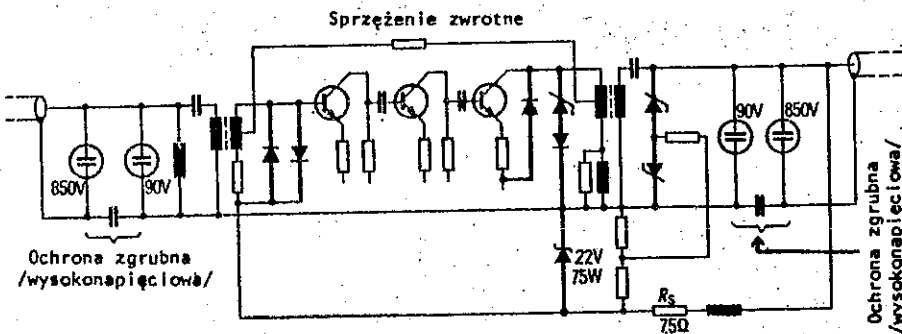 Sprzężenie zwrotne
850V
90V
90V
850V
Ochrona zgrubna
/wysokonapięciowa/
22V
75W
Rs
75Ω
Ochrona zgrubna
/wysokonapięciowa/